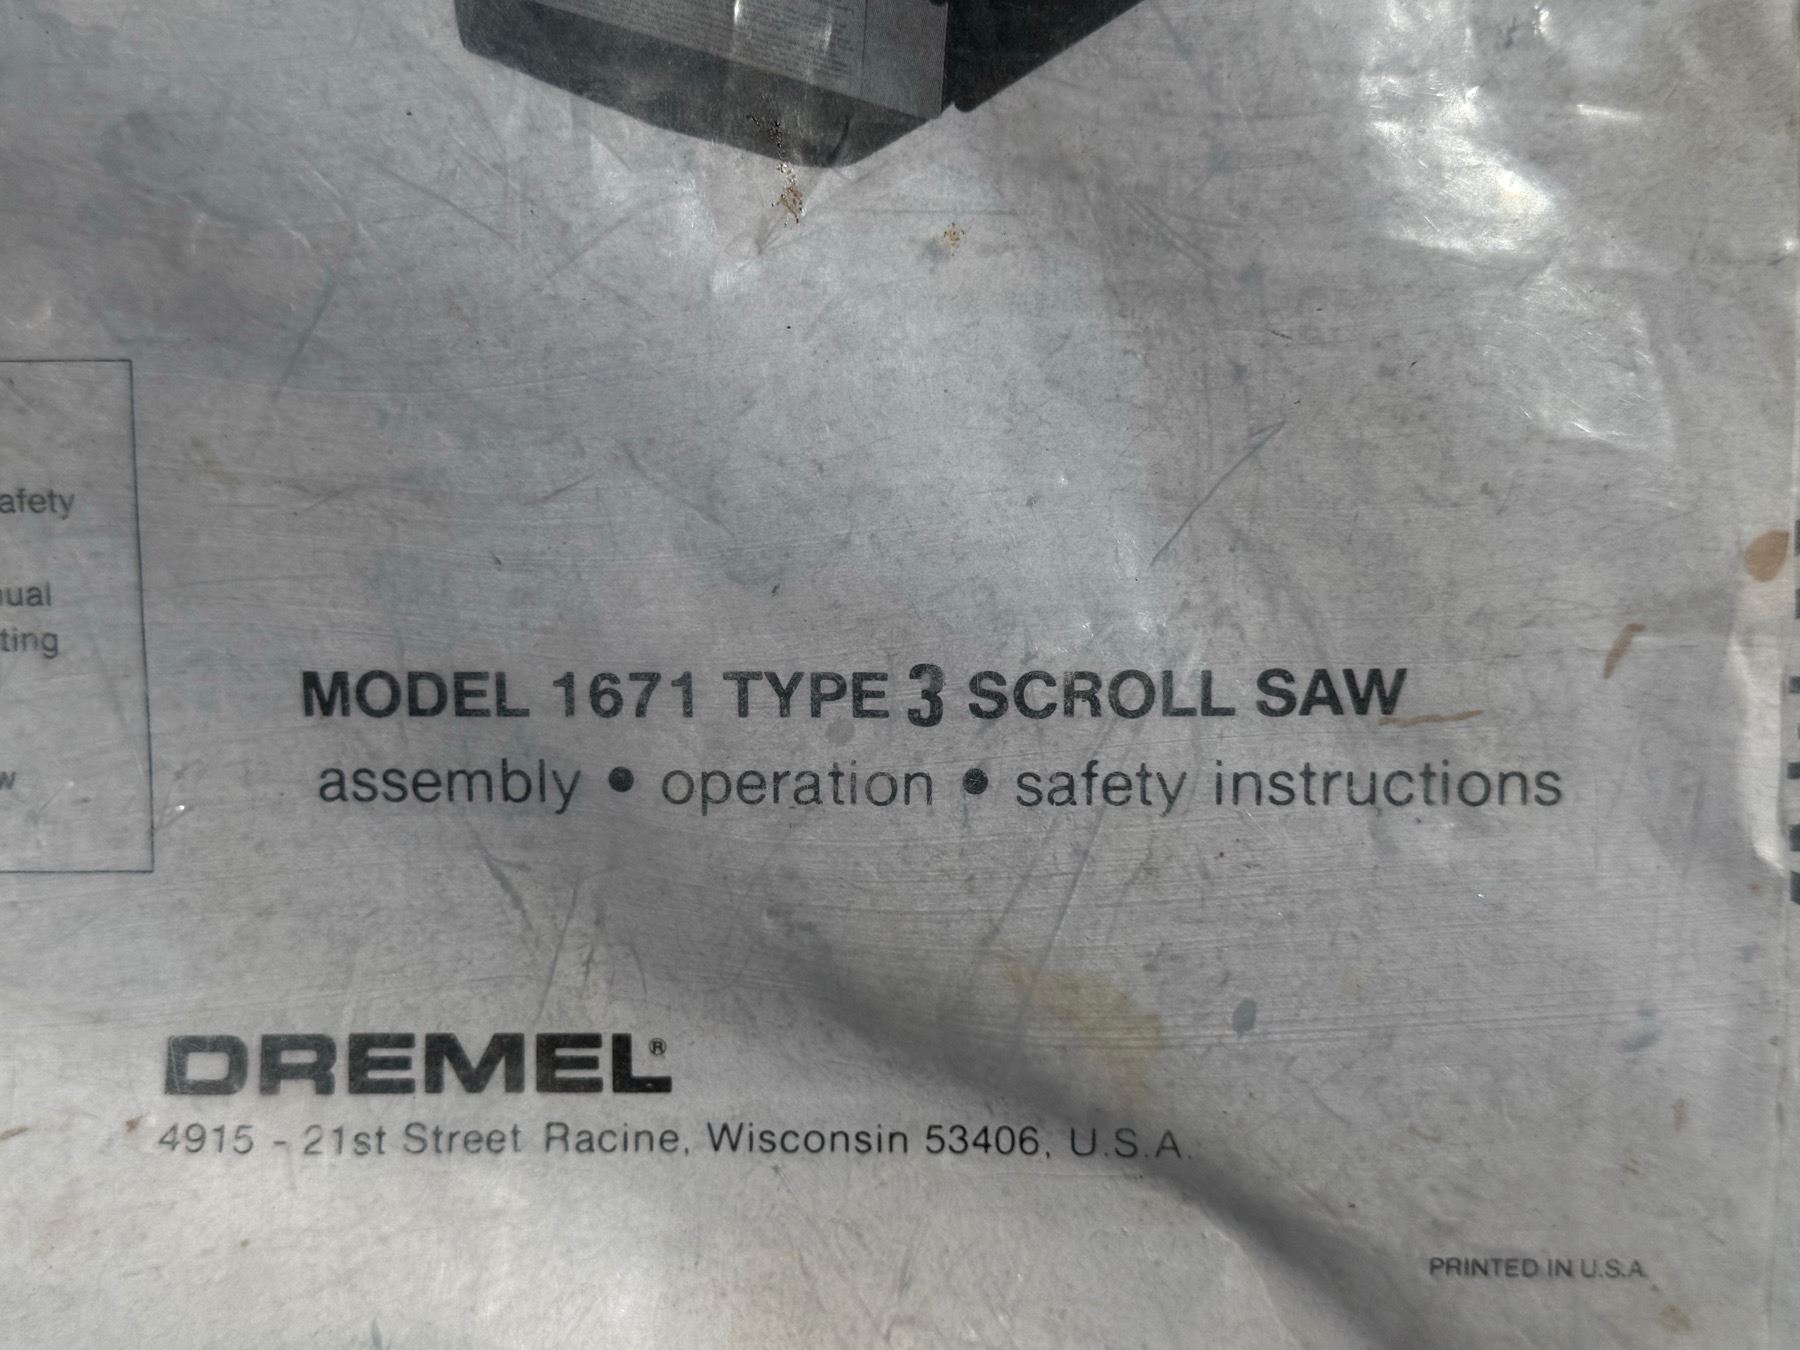 afety
ual
ting
w
MODEL 1671 TYPE 3 SCROLL SAW
assembly • operation • safety instructions
DREMEL®
4915 - 21st Street Racine, Wisconsin 53406, U.S.A.
PRINTED IN U.S.A.